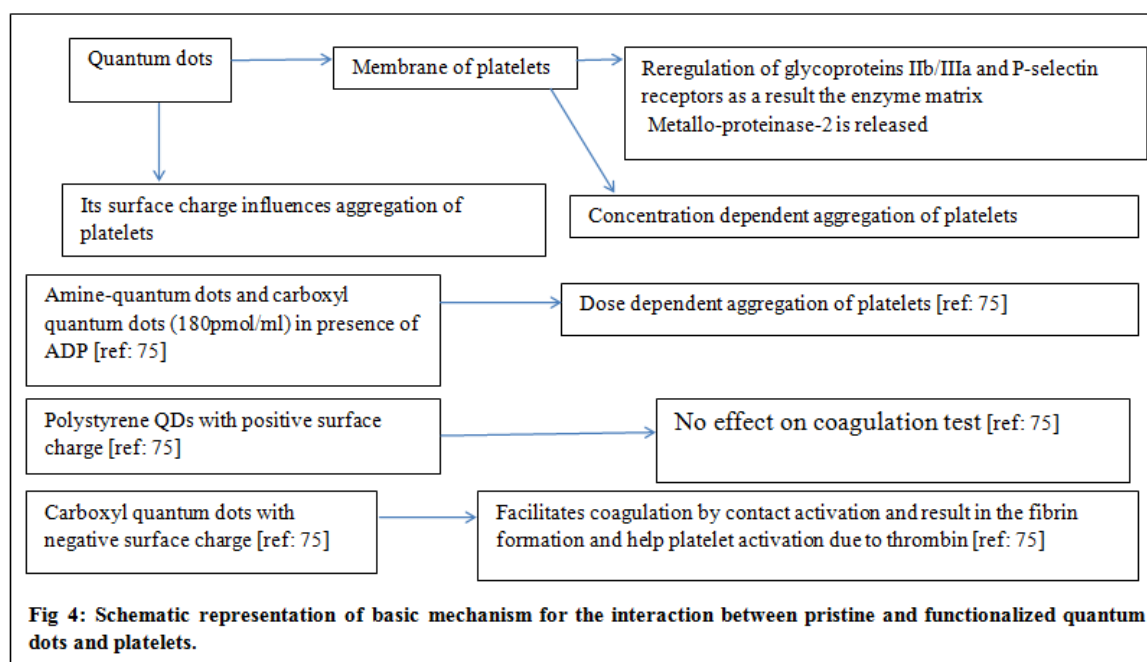 Quantum dots
Membrane of platelets
Reregulation of glycoproteins IIb/IIIa and P-selectin
receptors as a result the enzyme matrix
Metallo-proteinase-2 is released
Its surface charge influences aggregation of
platelets
Concentration dependent aggregation of platelets
Amine-quantum dots and carboxyl
quantum dots (180pmol/ml) in presence of
ADP [ref: 75]
Dose dependent aggregation of platelets [ref: 75]
Polystyrene QDs with positive surface
charge [ref: 75]
No effect on coagulation test [ref: 75]
Carboxyl quantum dots with
negative surface charge [ref: 75]
Facilitates coagulation by contact activation and result in the fibrin
formation and help platelet activation due to thrombin [ref: 75]
Fig 4: Schematic representation of basic mechanism for the interaction between pristine and functionalized quantum
dots and platelets.